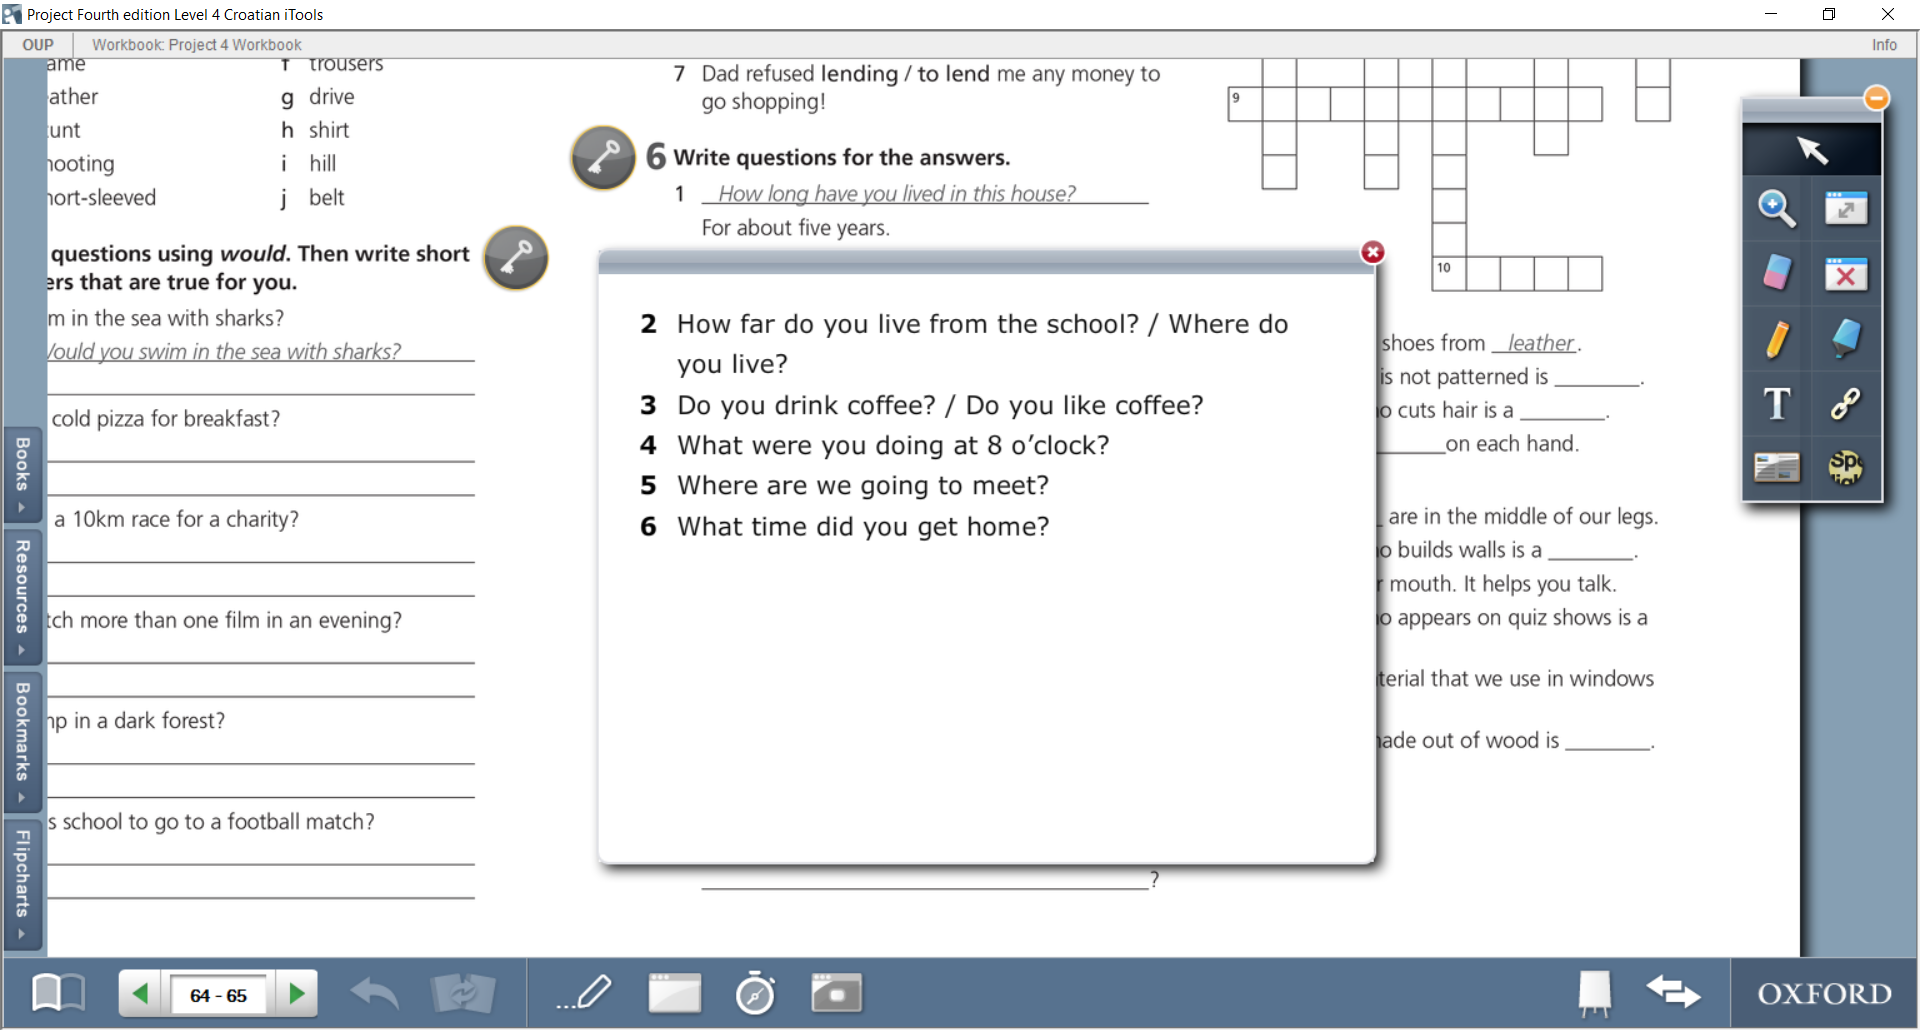 Project Fourth edition Level 4 Croatian iTools
OUP
Workbook: Project 4 Workbook
Info
ame
f trousers
ather
g drive
unt
h shirt
hooting
i hill
hort-sleeved
j belt
questions using would. Then write short
ers that are true for you.
m in the sea with sharks?
Would you swim in the sea with sharks?
cold pizza for breakfast?
a 10km race for a charity?
tch more than one film in an evening?
mp in a dark forest?
s school to go to a football match?
7 Dad refused lending / to lend me any money to
go shopping!
6 Write questions for the answers.
1 How long have you lived in this house?
For about five years.
2 How far do you live from the school? / Where do
you live?
3 Do you drink coffee? / Do you like coffee?
4 What were you doing at 8 o’clock?
5 Where are we going to meet?
6 What time did you get home?
?
9
10
shoes from leather.
is not patterned is ________.
o cuts hair is a ________.
on each hand.
are in the middle of our legs.
o builds walls is a ________.
r mouth. It helps you talk.
o appears on quiz shows is a
terial that we use in windows
ade out of wood is ________.
Books
Resources
Bookmarks
Flipcharts
T
Sp
64 - 65
OXFORD